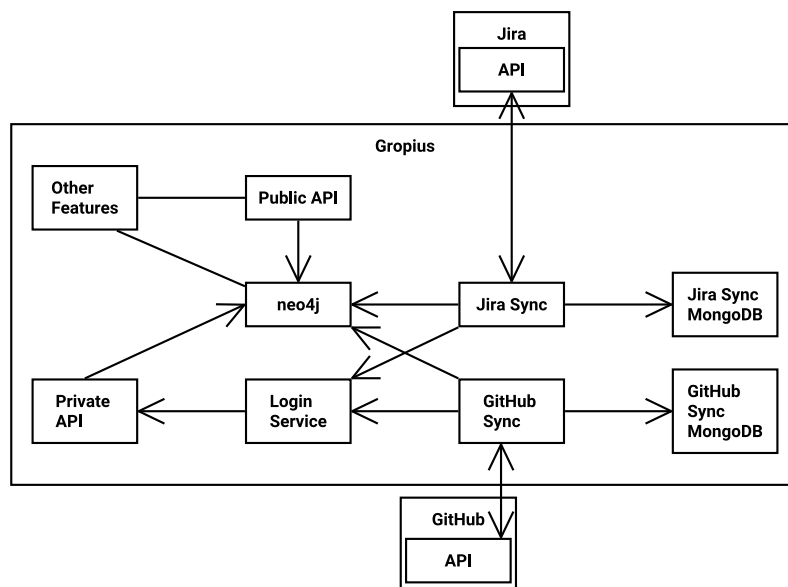 Jira
API
Gropius
Other
Features
Public API
neo4j
Jira Sync
Jira Sync
MongoDB
Private
API
Login
Service
GitHub
Sync
GitHub
Sync
MongoDB
GitHub
API